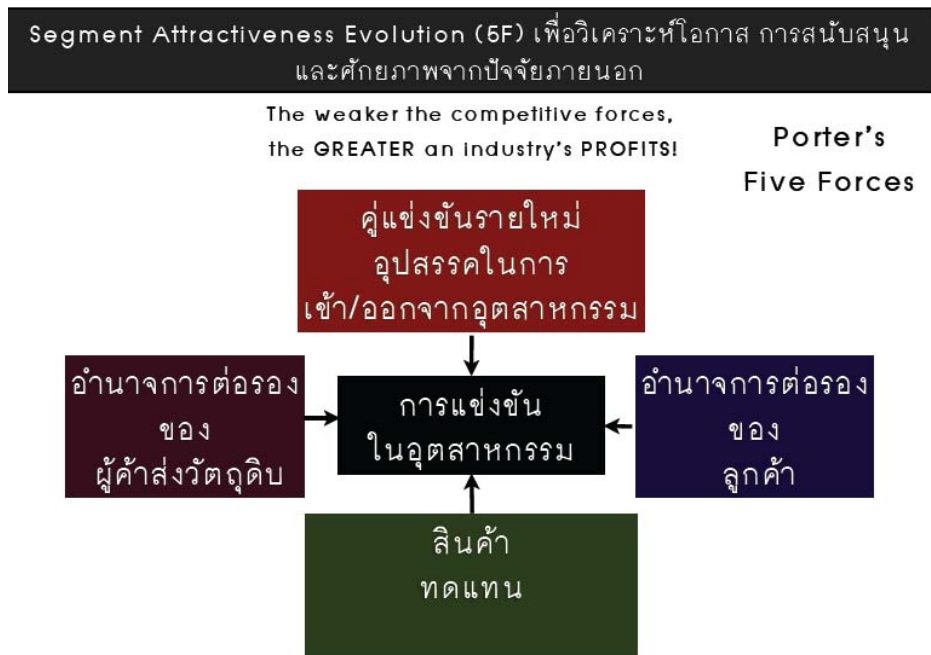 Segment Attractiveness Evolution (5F) เพื่อวิเคราะห์โอกาส การสนับสนุน
และศักยภาพจากปัจจัยภายนอก
The weaker the competitive forces,
the GREATER an industry's PROFITS!
Porter's
Five Forces
คู่แข่งขันรายใหม่
อุปสรรคในการ
เข้า/ออกจากอุตสาหกรรม
อำนาจการต่อรอง
ของ
ผู้ค้าส่งวัตถุดิบ
การแข่งขัน
ในอุตสาหกรรม
อำนาจการต่อรอง
ของ
ลูกค้า
สินค้า
ทดแทน